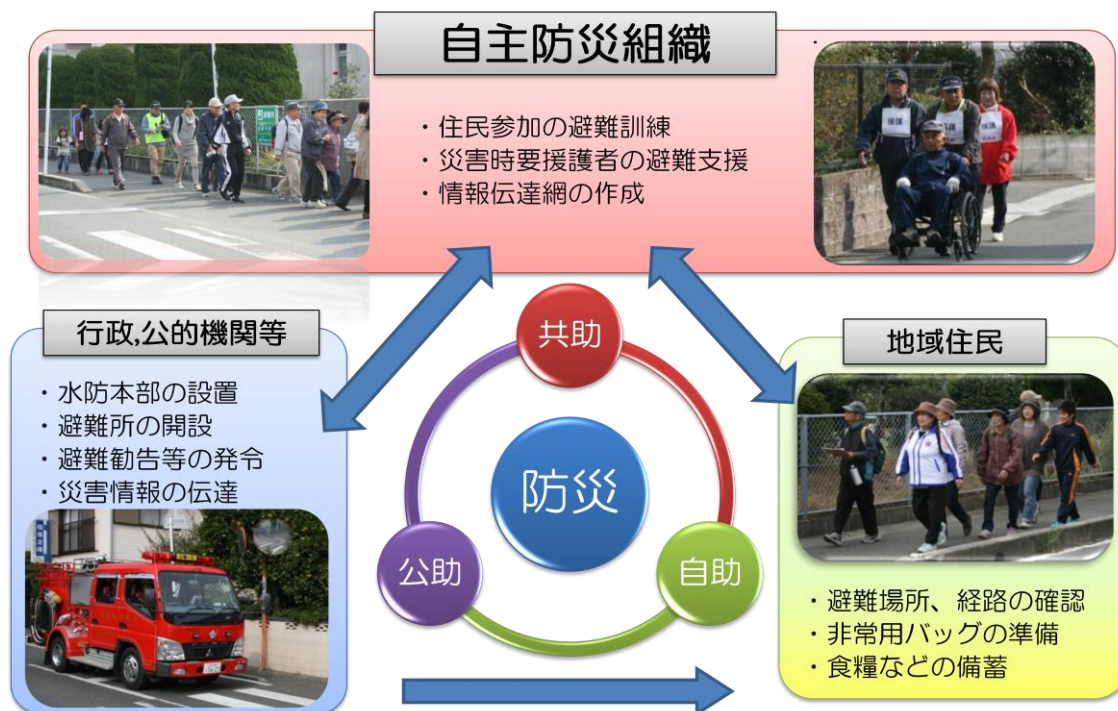 自主防災組織
・住民参加の避難訓練
・災害時要援護者の避難支援
・情報伝達網の作成
援護
援護
行政,公的機関等
・水防本部の設置
・避難所の開設
・避難勧告等の発令
・災害情報の伝達
共助
防災
公助
自助
地域住民
・避難場所、経路の確認
・非常用バッグの準備
・食糧などの備蓄